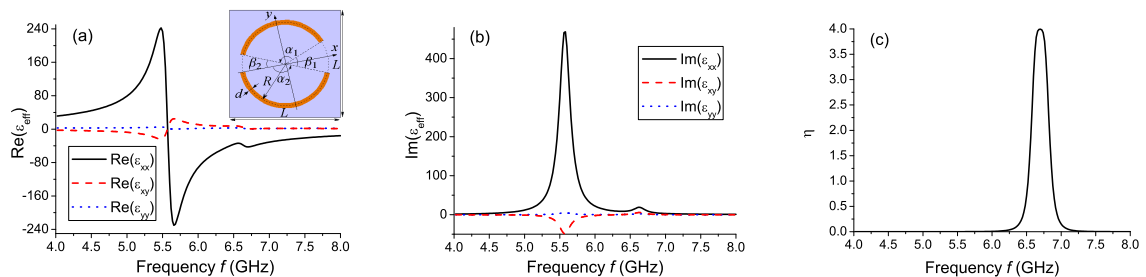 (a)
240
160
80
0
-80
-160
-240
Re(ε_eff)
Re(ε_xx)
Re(ε_xy)
Re(ε_yy)
4.0 4.5 5.0 5.5 6.0 6.5 7.0 7.5 8.0
Frequency f (GHz)
y
x
α₁
β₂
β₁
L
R
α₂
d
L
(b)
400
300
200
100
0
Im(ε_eff)
Im(ε_xx)
Im(ε_xy)
Im(ε_yy)
4.0 4.5 5.0 5.5 6.0 6.5 7.0 7.5 8.0
Frequency f (GHz)
(c)
4.0
3.5
3.0
2.5
2.0
1.5
1.0
0.5
0.0
η
4.0 4.5 5.0 5.5 6.0 6.5 7.0 7.5 8.0
Frequency f (GHz)